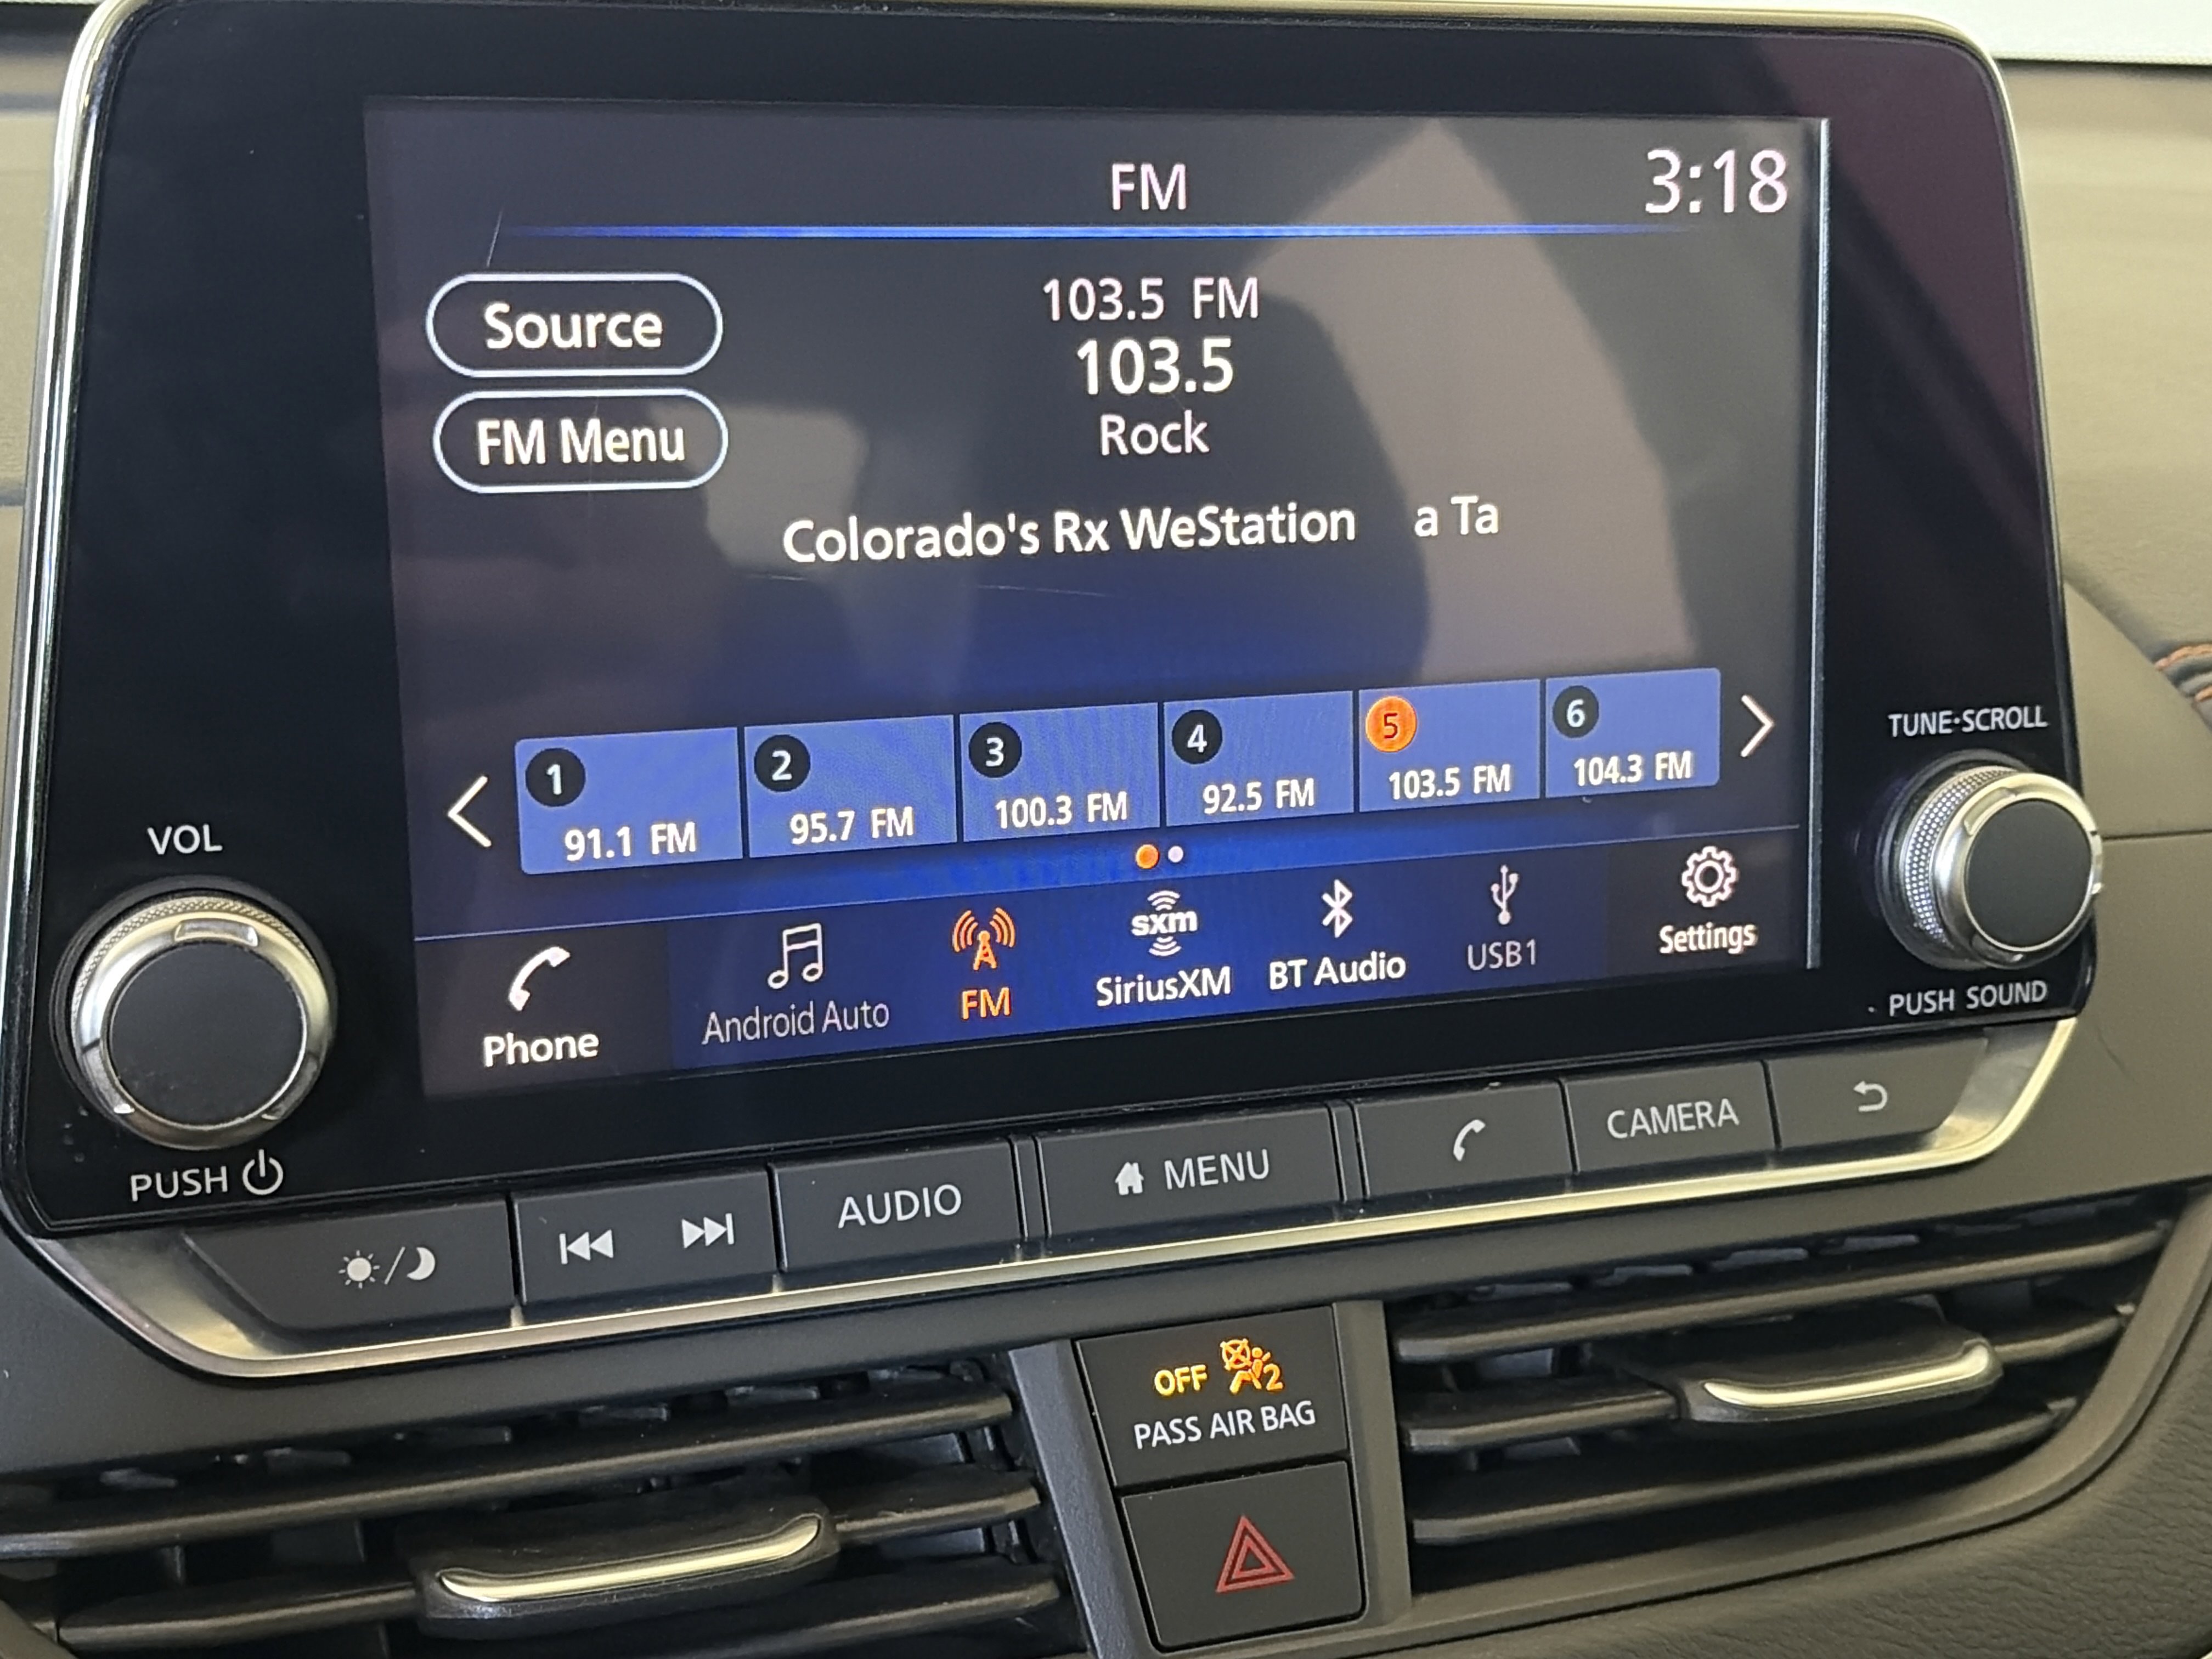 FM
3:18
Source
FM Menu
103.5 FM
103.5
Rock
Colorado's Rx WeStation a Ta
1
91.1 FM
2
95.7 FM
3
100.3 FM
4
92.5 FM
5
103.5 FM
6
104.3 FM
Phone
Android Auto
FM
sxm
SiriusXM
BT Audio
USB1
Settings
VOL
PUSH
TUNE·SCROLL
PUSH SOUND
AUDIO
MENU
CAMERA
OFF 2
PASS AIR BAG